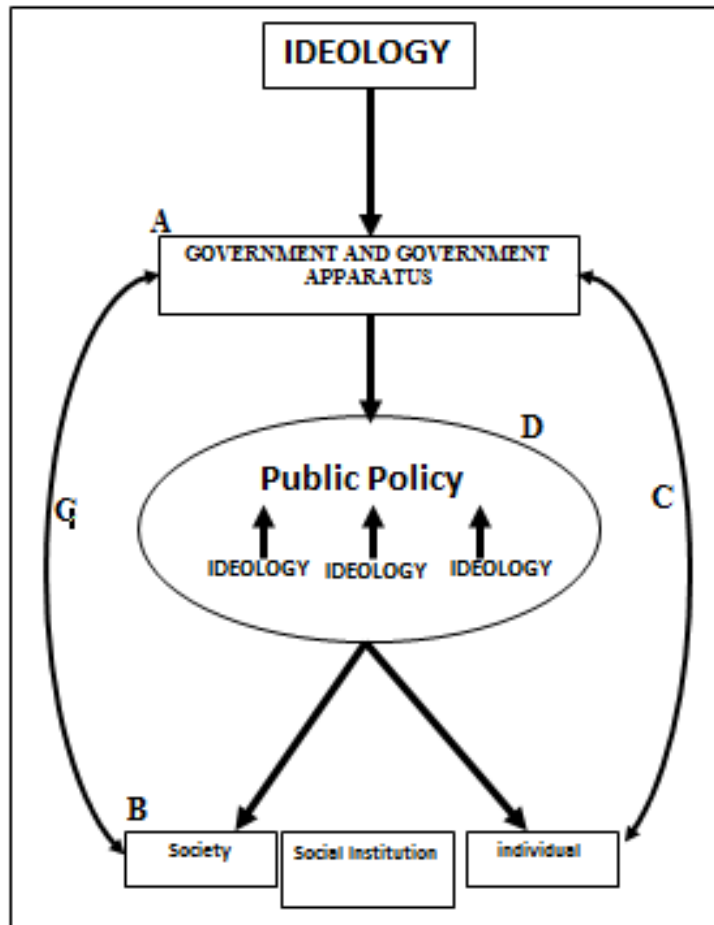 IDEOLOGY
A
GOVERNMENT AND GOVERNMENT
APPARATUS
D
Public Policy
G
C
IDEOLOGY IDEOLOGY IDEOLOGY
B
Society
Social Institution
individual